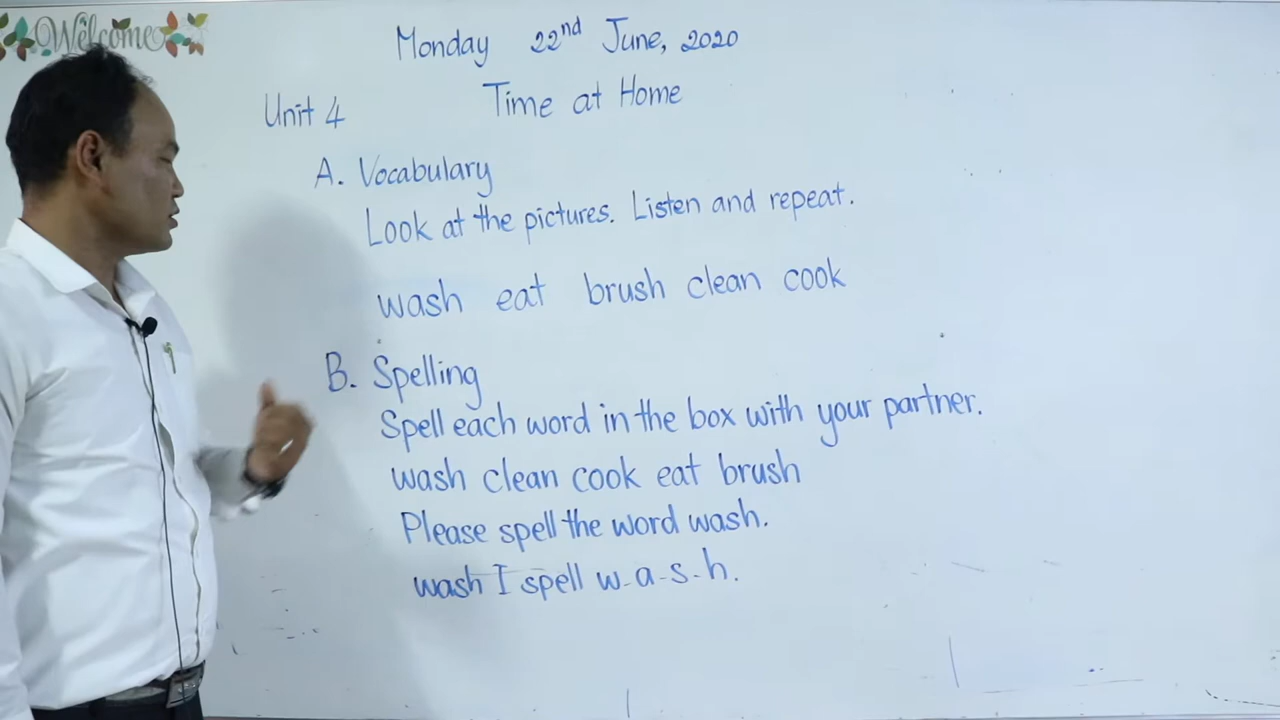 Welcome
Monday 22nd June, 2020
Unit 4 Time at Home
A. Vocabulary
Look at the pictures. Listen and repeat.
wash eat brush clean cook
B. Spelling
Spell each word in the box with your partner.
wash clean cook eat brush
Please spell the word wash.
wash I spell w-a-s-h.